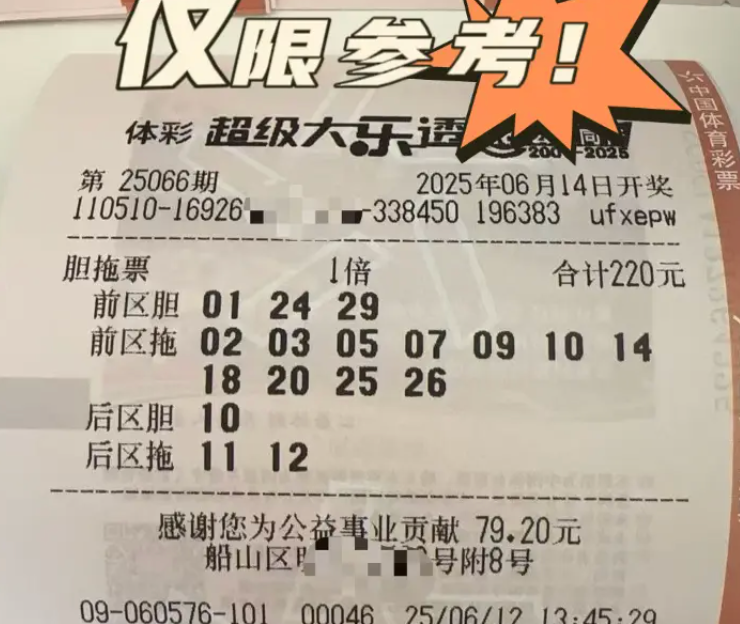 仅限参考!
中国体育彩票
体彩 超级大乐透
2025
第 25066期 2025年06月14日开奖
110510-16926 -338450 196383 ufxepw
胆拖票 1倍 合计220元
前区胆 01 24 29
前区拖 02 03 05 07 09 10 14
18 20 25 26
后区胆 10
后区拖 11 12
感谢您为公益事业贡献 79.20元
船山区 号附8号
09-060576-101 00046 25/06/12 13:45:29